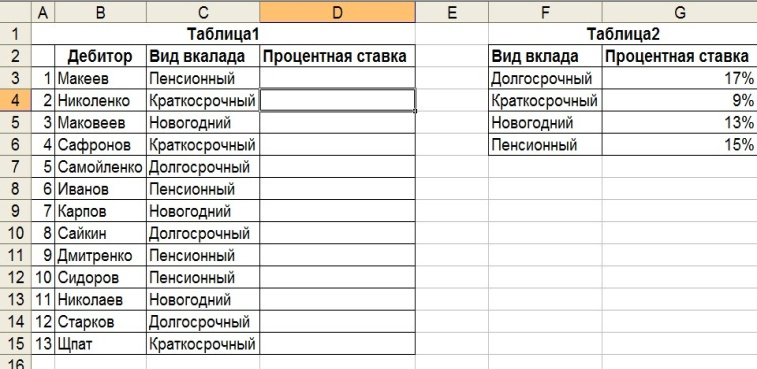 A B C D E F G
1 Таблица1 Таблица2
2 Дебитор Вид вкалада Процентная ставка Вид вклада Процентная ставка
3 1 Макеев Пенсионный Долгосрочный 17%
4 2 Николенко Краткосрочный Краткосрочный 9%
5 3 Маковеев Новогодний Новогодний 13%
6 4 Сафронов Краткосрочный Пенсионный 15%
7 5 Самойленко Долгосрочный
8 6 Иванов Пенсионный
9 7 Карпов Новогодний
10 8 Сайкин Долгосрочный
11 9 Дмитренко Пенсионный
12 10 Сидоров Пенсионный
13 11 Николаев Новогодний
14 12 Старков Долгосрочный
15 13 Щпат Краткосрочный
16